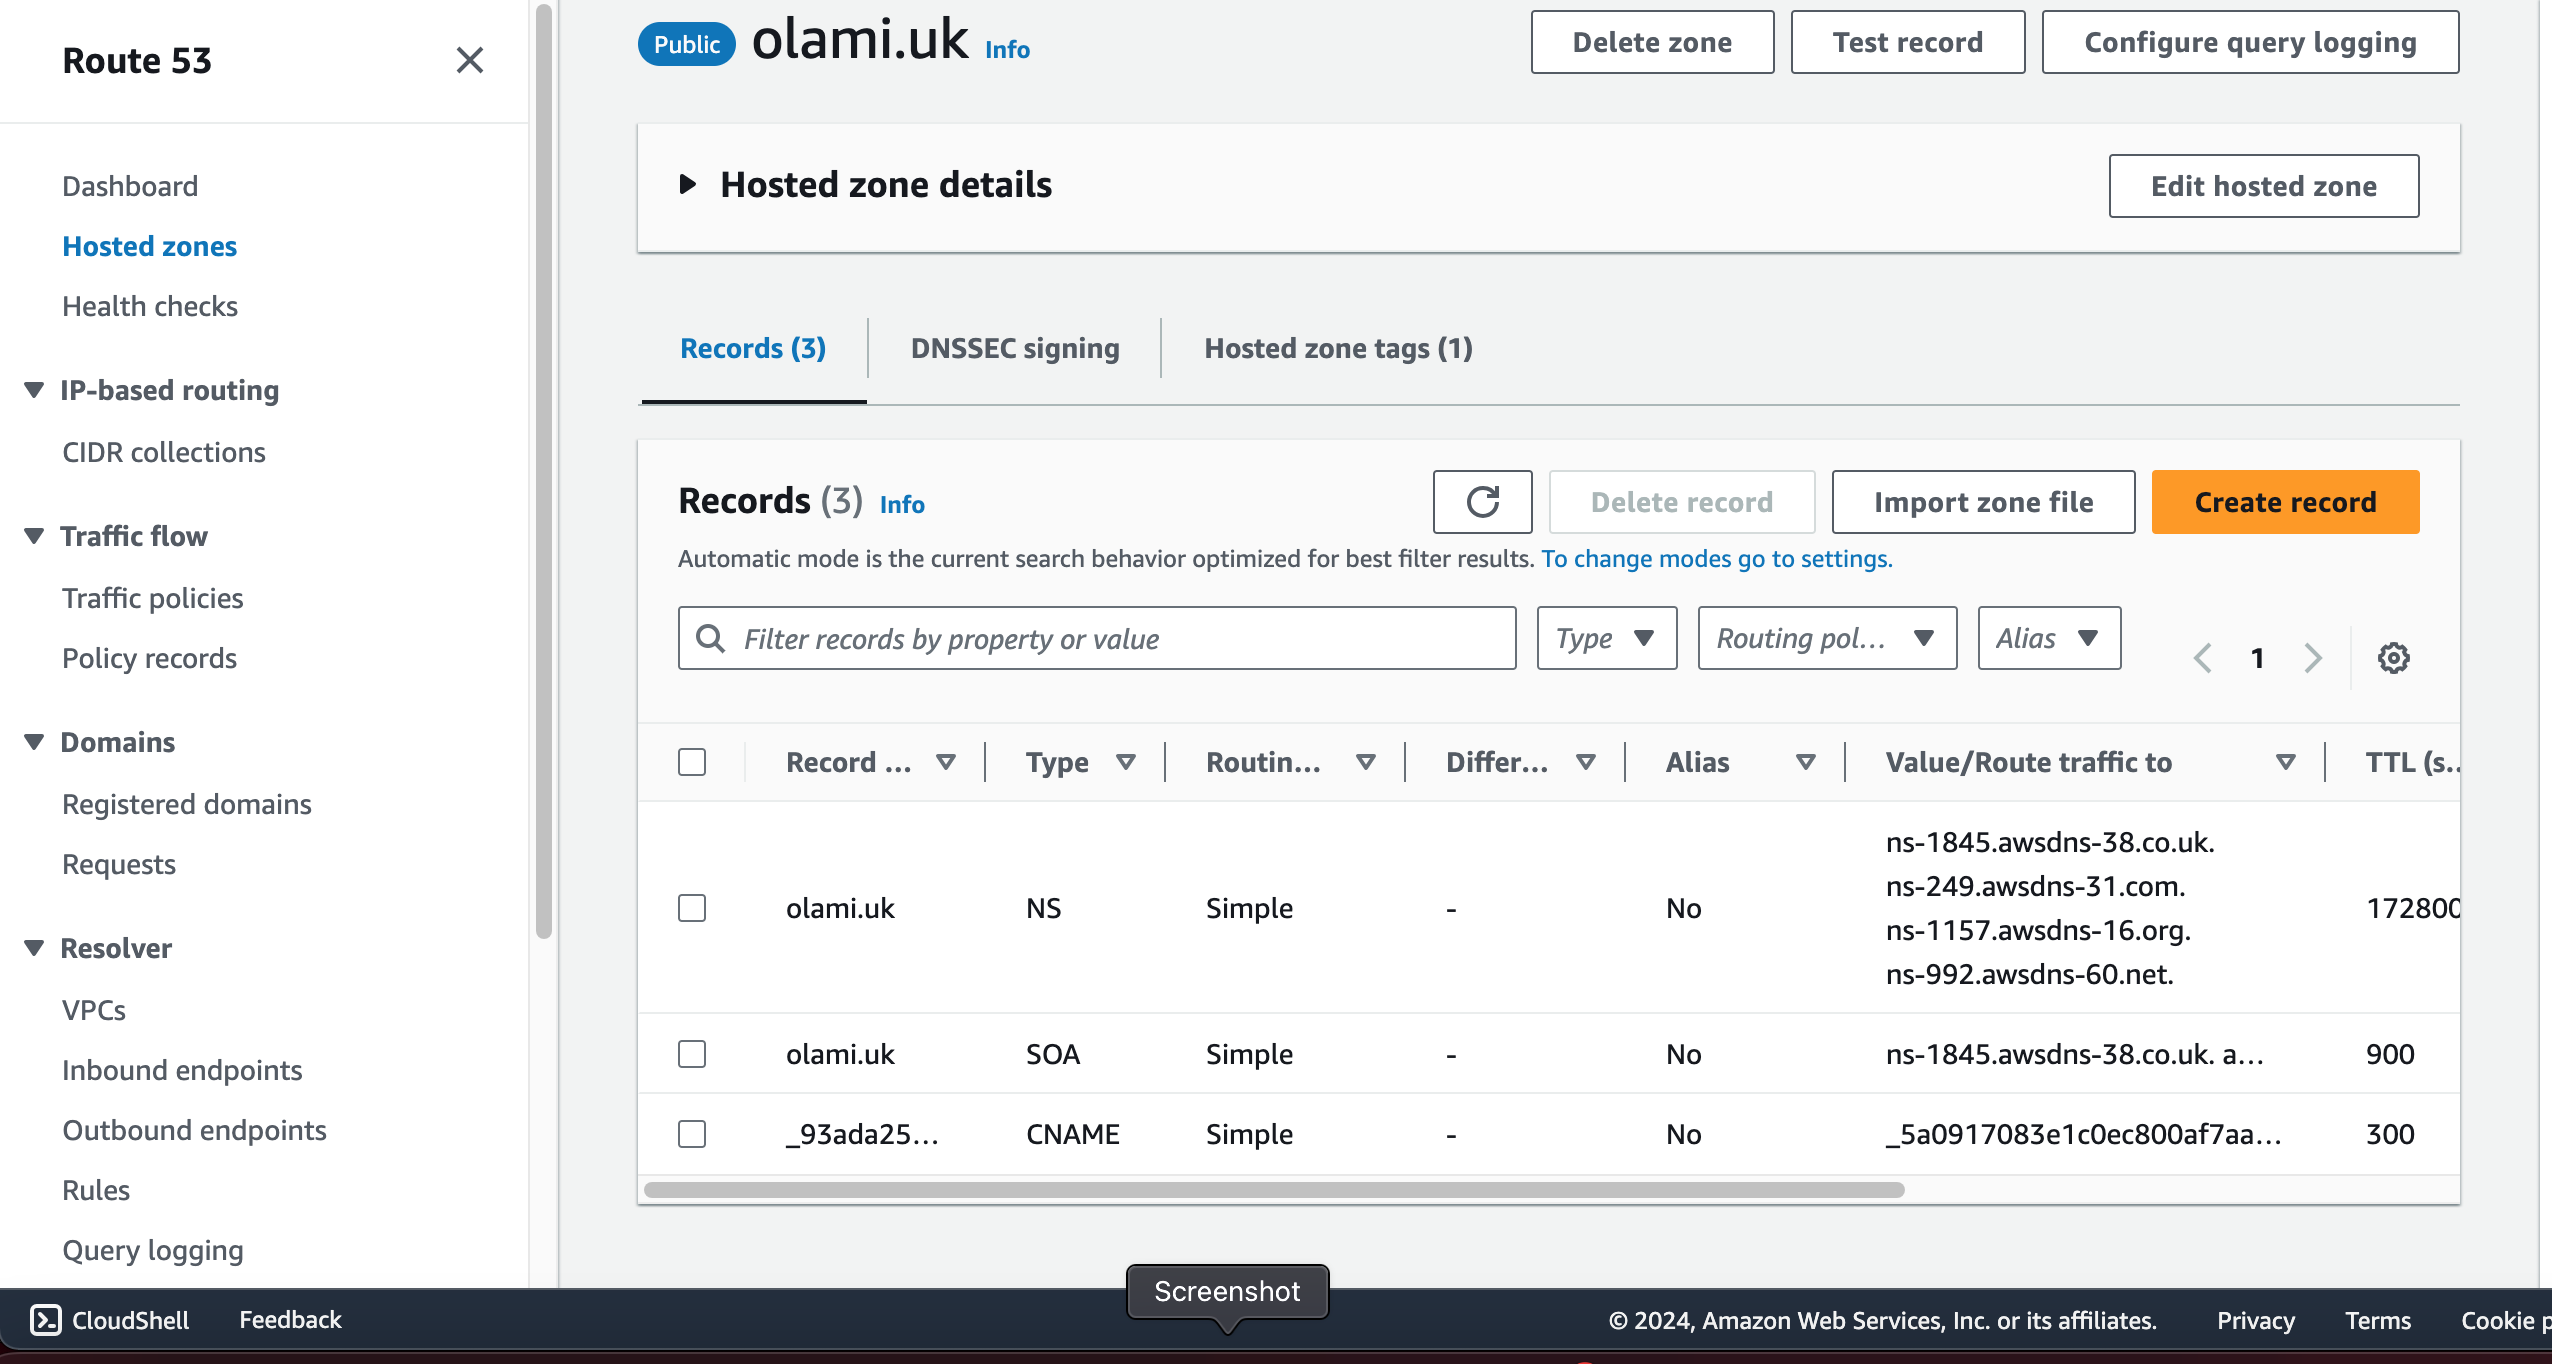 Route 53
Dashboard
Hosted zones
Health checks
IP-based routing
CIDR collections
Traffic flow
Traffic policies
Policy records
Domains
Registered domains
Requests
Resolver
VPCs
Inbound endpoints
Outbound endpoints
Rules
Query logging
Public olami.uk Info
Delete zone Test record Configure query logging
Hosted zone details Edit hosted zone
Records (3) DNSSEC signing Hosted zone tags (1)
Records (3) Info Delete record Import zone file Create record
Automatic mode is the current search behavior optimized for best filter results. To change modes go to settings.
Filter records by property or value Type Routing pol... Alias 1
Record ... Type Routin... Differ... Alias Value/Route traffic to TTL (s..
ns-1845.awsdns-38.co.uk.
ns-249.awsdns-31.com.
olami.uk NS Simple - No 172800
ns-1157.awsdns-16.org.
ns-992.awsdns-60.net.
olami.uk SOA Simple - No ns-1845.awsdns-38.co.uk. a... 900
_93ada25... CNAME Simple - No _5a0917083e1c0ec800af7aa... 300
Screenshot
CloudShell Feedback © 2024, Amazon Web Services, Inc. or its affiliates. Privacy Terms Cookie p